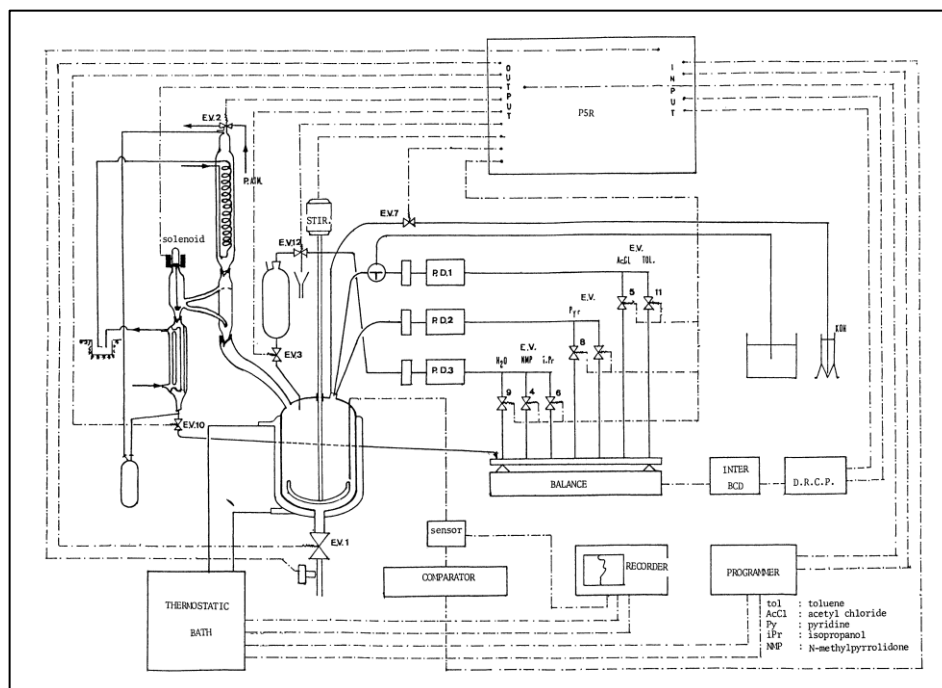 OUTPUT
INPUT
PSR
E.V.2
P.ATM.
STIR.
E.V.7
solenoid
E.V.12
E.V.
AcCl TOL.
P.D.1
5 11
E.V.
P.D.2
8
E.V.
KOH
P.D.3
H2O NMP i.Pr
E.V.3
9 4 6
E.V.10
BALANCE
INTER
BCD
D.R.C.P.
sensor
E.V.1
RECORDER
COMPARATOR
PROGRAMMER
THERMOSTATIC
BATH
tol : toluene
AcCl : acetyl chloride
Py : pyridine
iPr : isopropanol
NMP : N-methylpyrrolidone